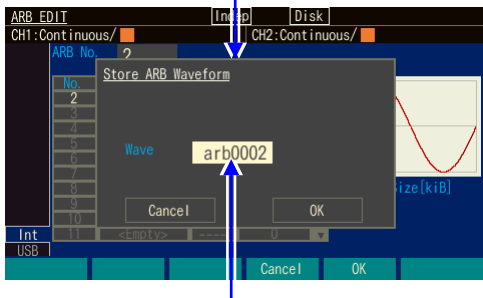 ARB EDIT Indep Disk
CH1:Continuous/ CH2:Continuous/
ARB No. 2
Store ARB Waveform
No.
2
3
4
5
6
7
8
9
10
11 <Empty> ---- 0 ▼
Wave arb0002
Size[kiB]
Cancel OK
Int
USB
Cancel OK